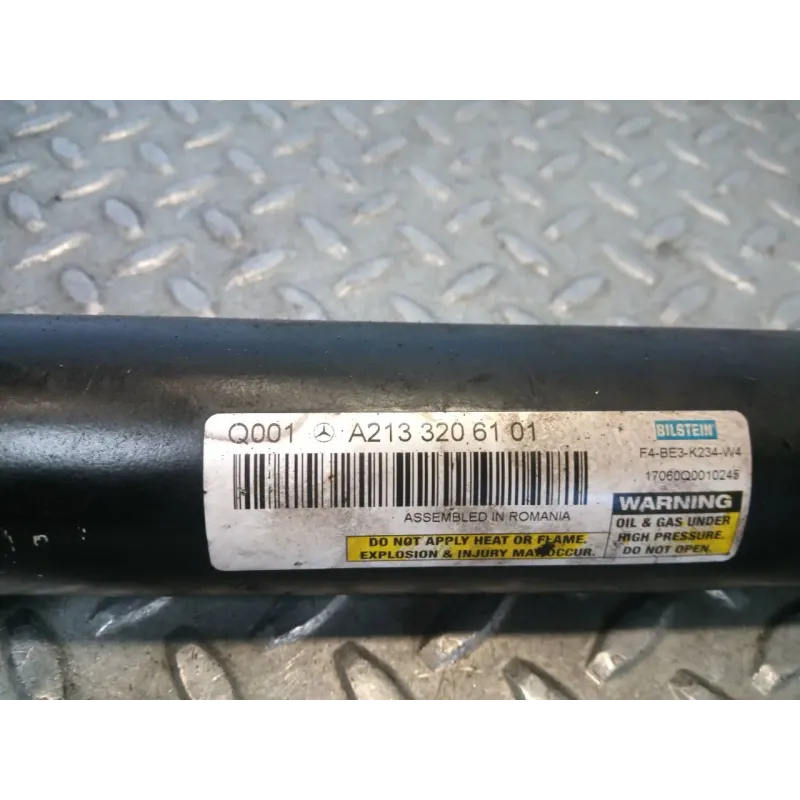 Q001 A213 320 61 01
BILSTEIN
F4-BE3-K234-W4
17060Q0010245
ASSEMBLED IN ROMANIA
DO NOT APPLY HEAT OR FLAME.
EXPLOSION & INJURY MAY OCCUR.
WARNING
OIL & GAS UNDER
HIGH PRESSURE.
DO NOT OPEN.